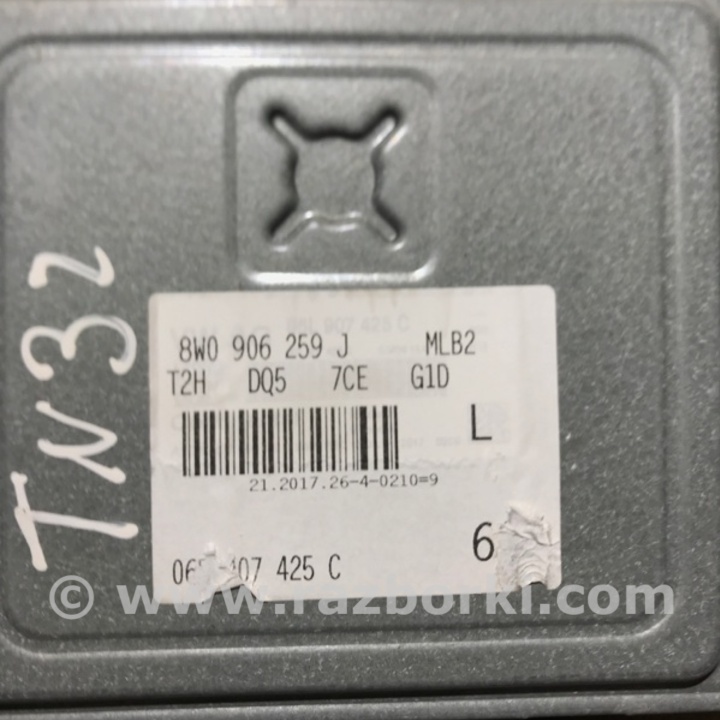 TN32
8W0 906 259 J MLB2
T2H DQ5 7CE G1D
L
21.2017.26-4-0210=9
425 C
6
© www.razborki.com